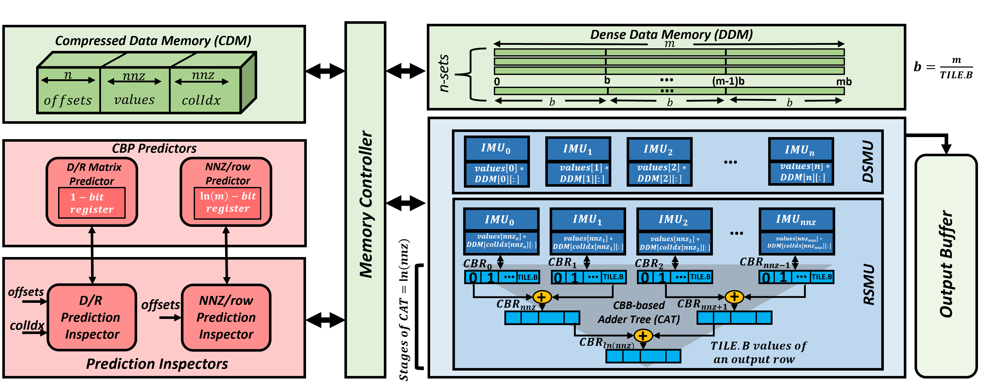 Compressed Data Memory (CDM)
n
nnz
nnz
offsets
values
colIdx
CBP Predictors
D/R Matrix
Predictor
1 − bit
register
NNZ/row
Predictor
ln(m) − bit
register
offsets
colIdx
D/R
Prediction
Inspector
offsets
NNZ/row
Prediction
Inspector
Prediction Inspectors
Memory Controller
Dense Data Memory (DDM)
m
n-sets
0
b
...
(m-1)b
mb
...
b
b
b
b = m / TILE.B
IMU0
values[0] ∗
DDM[0][:]
IMU1
values[1] ∗
DDM[1][:]
IMU2
values[2] ∗
DDM[2][:]
...
IMUn
values[n] ∗
DDM[n][:]
DSMU
IMU0
values[nnzo] ∗
DDM[colIdx[nnzo][:]
IMU1
values[nnz1] ∗
DDM[colIdx[nnz1][:]
IMU2
values[nnz2] ∗
DDM[colIdx[nnz2][:]
...
IMUnnz
values[nnznnz] ∗
DDM[colIdx[nnznnz][:]
CBR0
CBR1
CBR2
CBRnnz−1
0 1 ... TILE.B
0 1 ... TILE.B
0 1 ... TILE.B
0 1 ... TILE.B
+
+
CBRnnz
CBB-based
Adder Tree (CAT)
CBRnnz+1
+
CBRln(nnz)
TILE.B values of
an output row
RSMU
Stages of CAT = ln(nnz)
Output Buffer